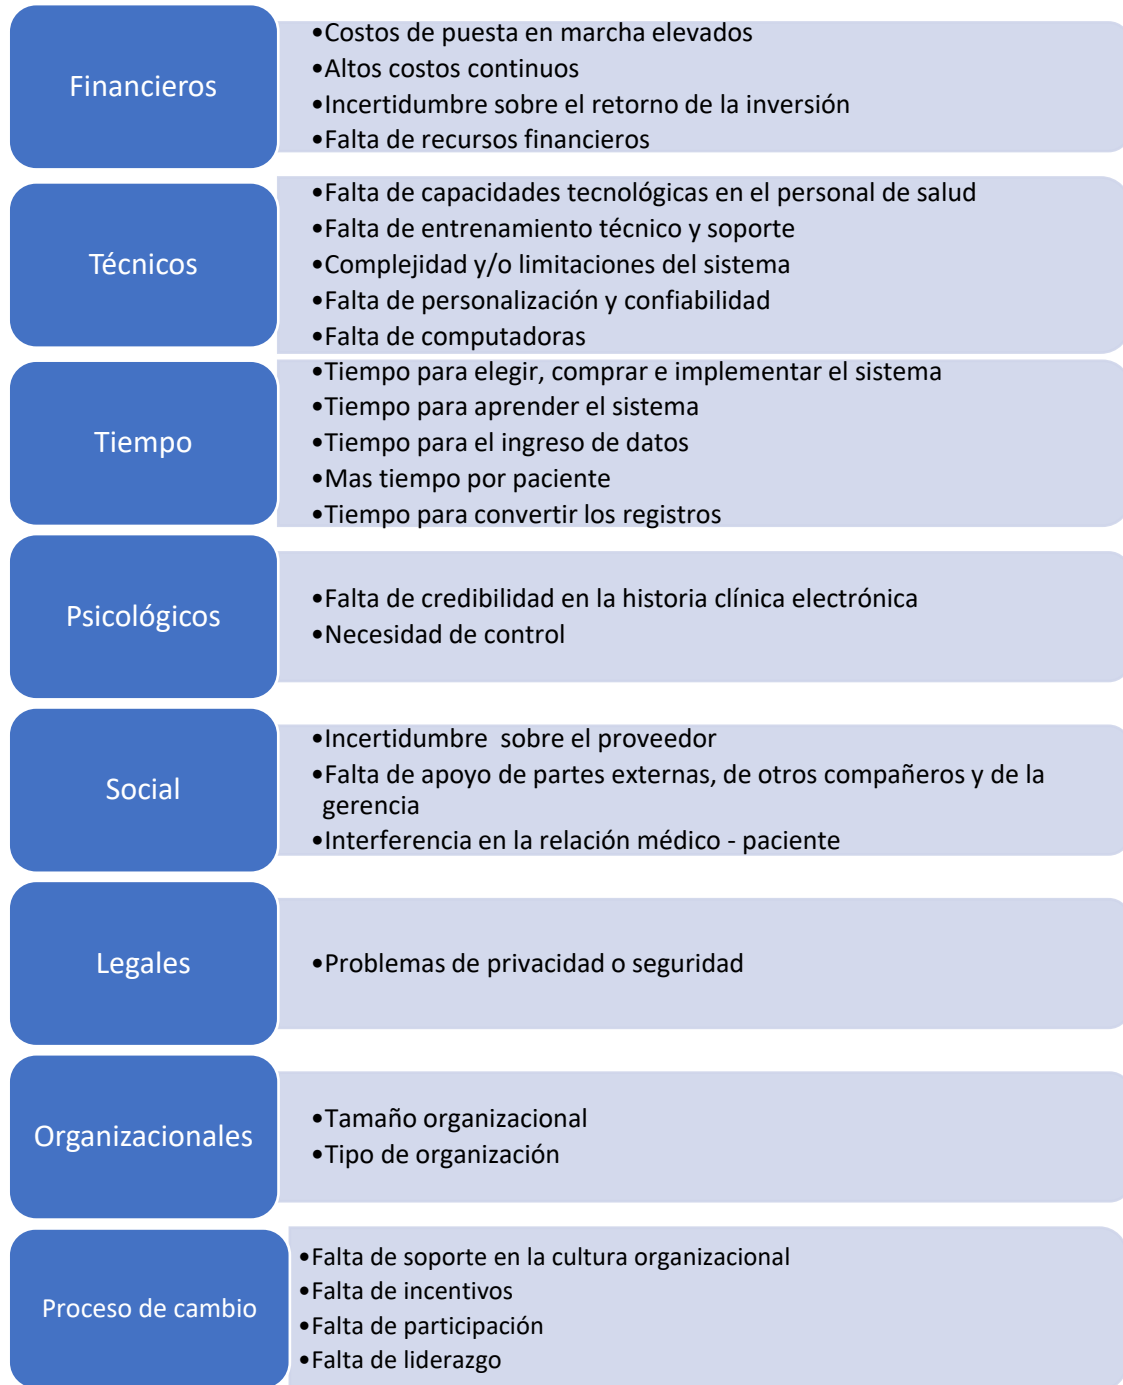 Financieros
•Costos de puesta en marcha elevados
•Altos costos continuos
•Incertidumbre sobre el retorno de la inversión
•Falta de recursos financieros
Técnicos
•Falta de capacidades tecnológicas en el personal de salud
•Falta de entrenamiento técnico y soporte
•Complejidad y/o limitaciones del sistema
•Falta de personalización y confiabilidad
•Falta de computadoras
Tiempo
•Tiempo para elegir, comprar e implementar el sistema
•Tiempo para aprender el sistema
•Tiempo para el ingreso de datos
•Mas tiempo por paciente
•Tiempo para convertir los registros
Psicológicos
•Falta de credibilidad en la historia clínica electrónica
•Necesidad de control
Social
•Incertidumbre  sobre el proveedor
•Falta de apoyo de partes externas, de otros compañeros y de la
gerencia
•Interferencia en la relación médico - paciente
Legales
•Problemas de privacidad o seguridad
Organizacionales
•Tamaño organizacional
•Tipo de organización
Proceso de cambio
•Falta de soporte en la cultura organizacional
•Falta de incentivos
•Falta de participación
•Falta de liderazgo